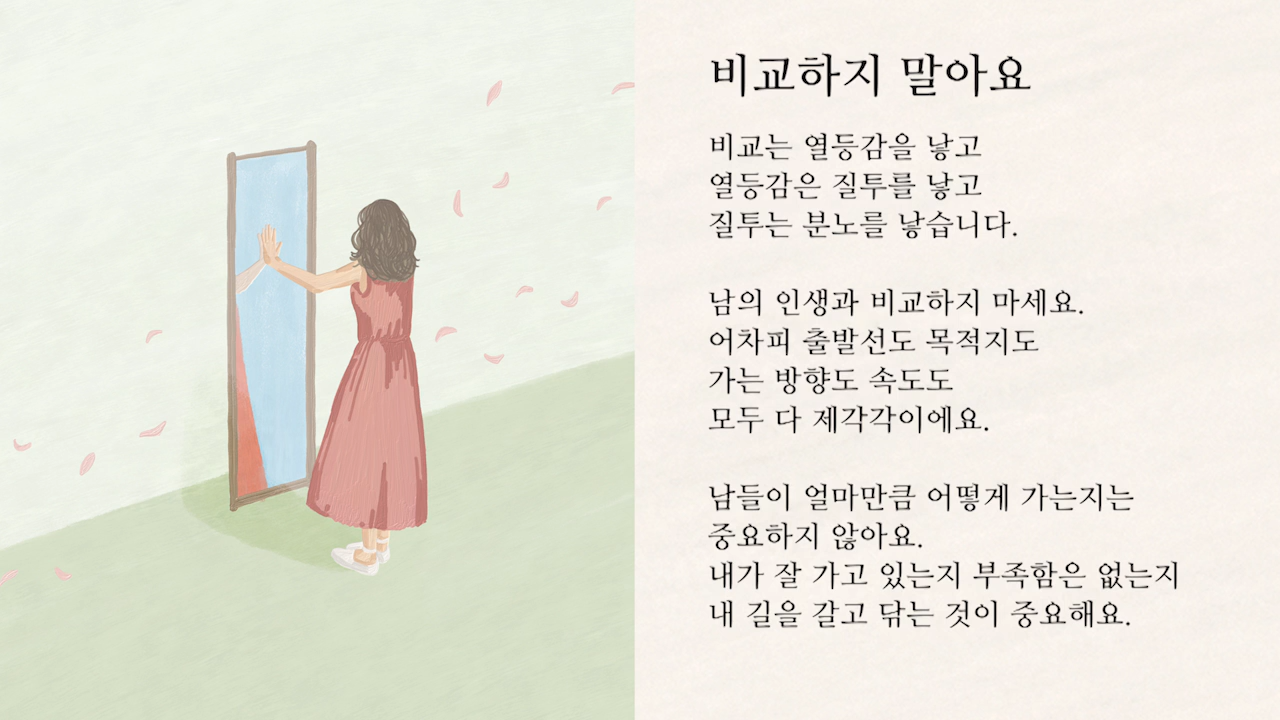 비교하지 말아요
비교는 열등감을 낳고
열등감은 질투를 낳고
질투는 분노를 낳습니다.
남의 인생과 비교하지 마세요.
어차피 출발선도 목적지도
가는 방향도 속도도
모두 다 제각각이에요.
남들이 얼마만큼 어떻게 가는지는
중요하지 않아요.
내가 잘 가고 있는지 부족함은 없는지
내 길을 갈고 닦는 것이 중요해요.